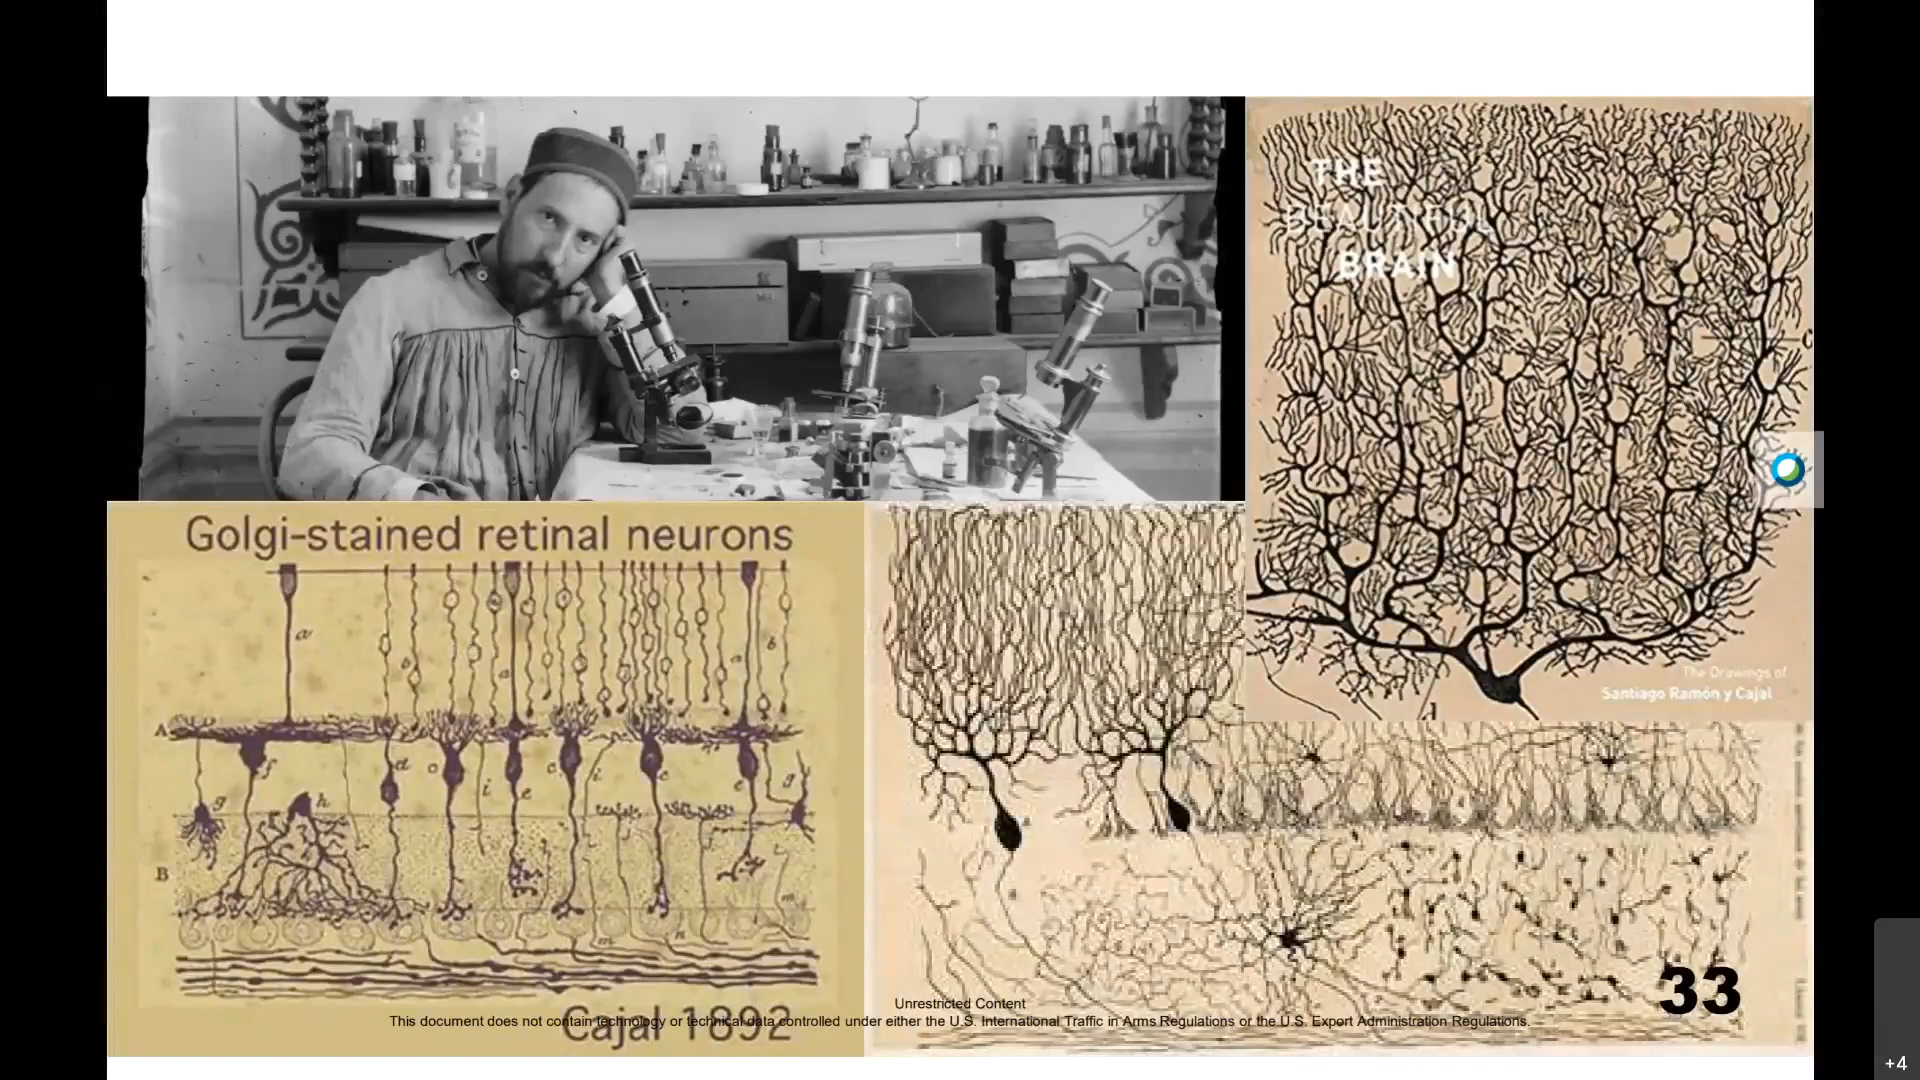 THE
BEAUTIFUL
BRAIN
The Drawings of
Santiago Ramón y Cajal
Golgi-stained retinal neurons
a
b
a
a
b
A
f
d
c
i
e
c
i
c
e
g
g
h
B
m
n
m
Cajal 1892
33
Unrestricted Content
This document does not contain technology or technical data controlled under either the U.S. International Traffic in Arms Regulations or the U.S. Export Administration Regulations.
+4